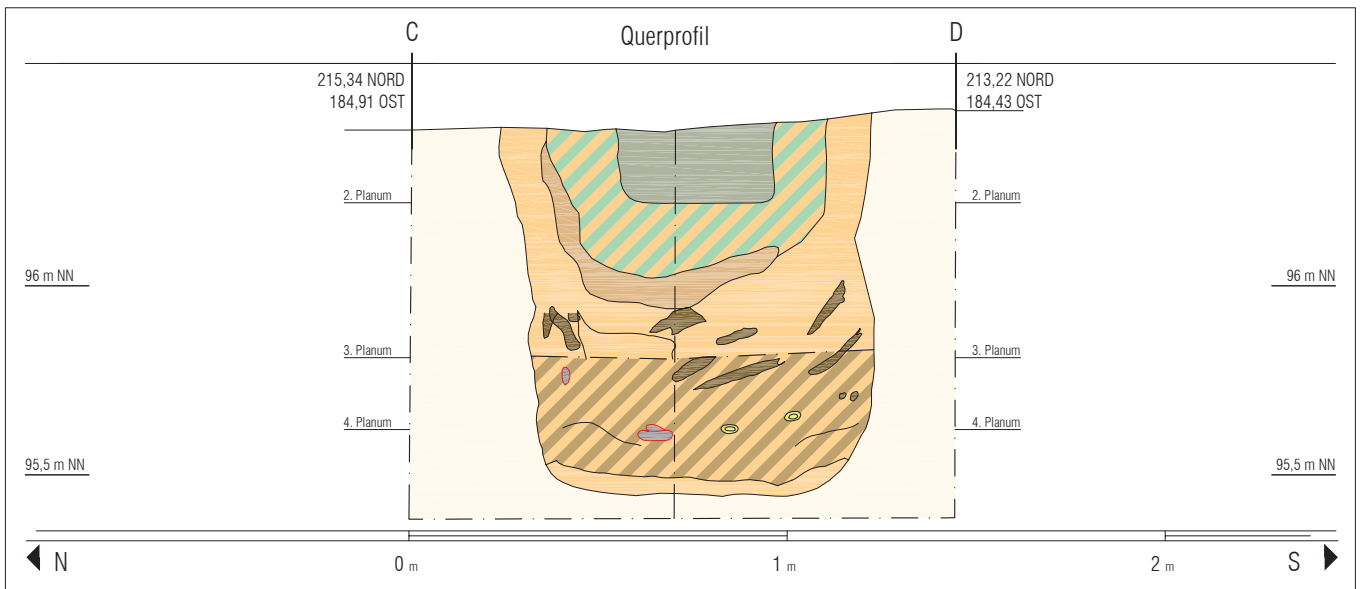 C
Querprofil
D
215,34 NORD
184,91 OST
213,22 NORD
184,43 OST
2. Planum
2. Planum
96 m NN
96 m NN
3. Planum
3. Planum
4. Planum
4. Planum
95,5 m NN
95,5 m NN
N
0 m
1 m
2 m
S